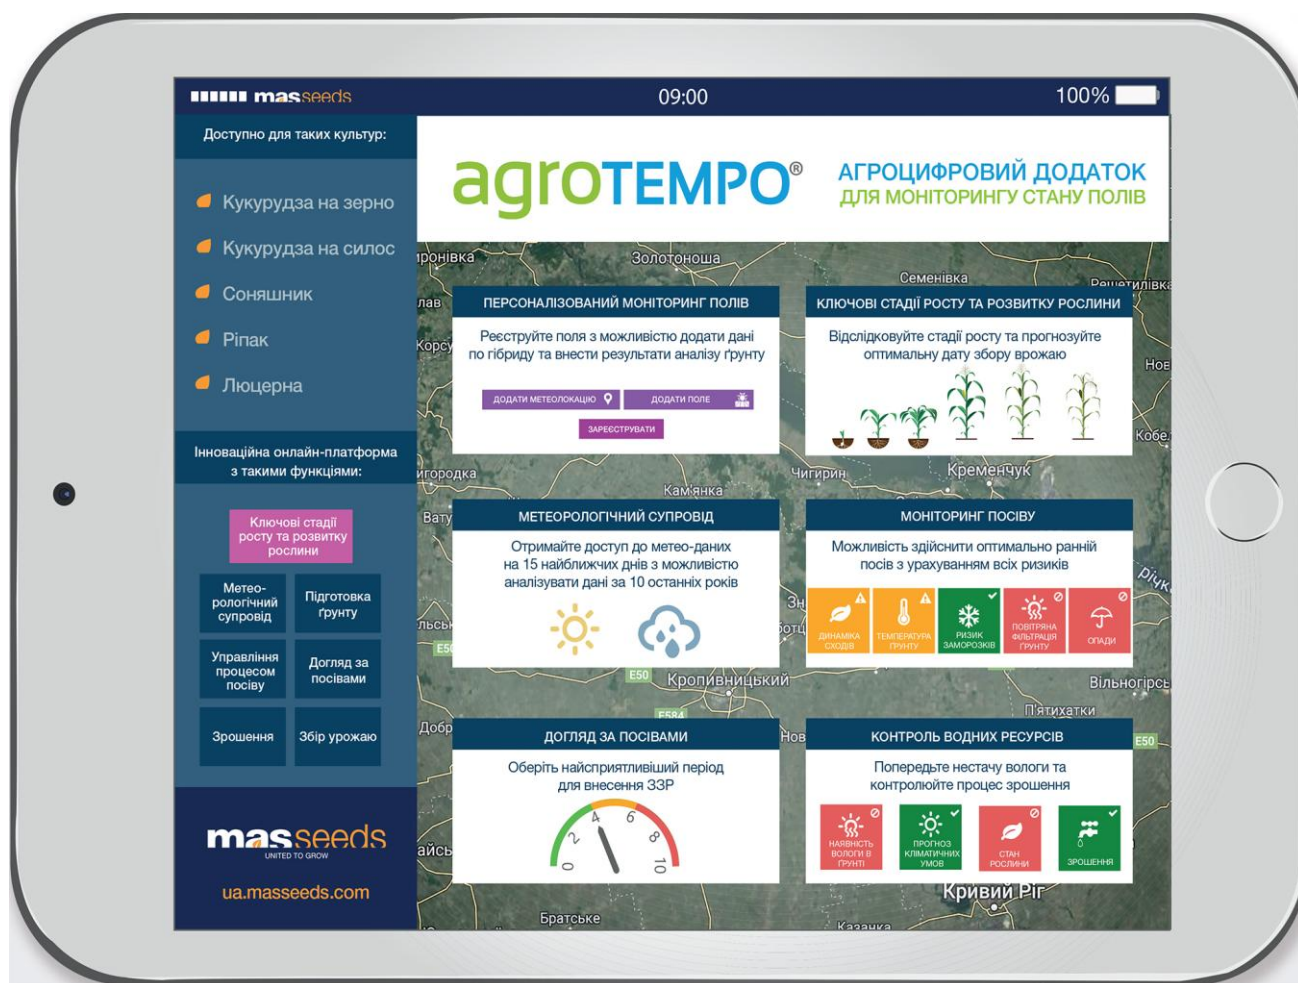 masseeds
09:00
100%
Доступно для таких культур:
Кукурудза на зерно
Кукурудза на силос
Соняшник
Ріпак
Люцерна
Інноваційна онлайн-платформа
з такими функціями:
Ключові стадії
росту та розвитку
рослини
Метео-
рологічний
супровід
Підготовка
ґрунту
Управління
процесом
посіву
Догляд за
посівами
Зрошення
Збір урожаю
masseeds
UNITED TO GROW
ua.masseeds.com
agroTEMPO®
АГРОЦИФРОВИЙ ДОДАТОК
ДЛЯ МОНІТОРИНГУ СТАНУ ПОЛІВ
Золотоноша
Семенівка
ПЕРСОНАЛІЗОВАНИЙ МОНІТОРИНГ ПОЛІВ
Реєструйте поля з можливістю додати дані
по гібриду та внести результати аналізу ґрунту
ДОДАТИ МЕТЕОЛОКАЦІЮ
ДОДАТИ ПОЛЕ
ЗАРЕЄСТРУВАТИ
КЛЮЧОВІ СТАДІЇ РОСТУ ТА РОЗВИТКУ РОСЛИНИ
Відслідковуйте стадії росту та прогнозуйте
оптимальну дату збору врожаю
Кам'янка
Чигирин
Кременчук
МЕТЕОРОЛОГІЧНИЙ СУПРОВІД
Отримайте доступ до метео-даних
на 15 найближчих днів з можливістю
аналізувати дані за 10 останніх років
МОНІТОРИНГ ПОСІВУ
Можливість здійснити оптимально ранній
посів з урахуванням всіх ризиків
ДИНАМІКА
СХОДІВ
ТЕМПЕРАТУРА
ҐРУНТУ
РИЗИК
ЗАМОРОЗКІВ
ПОВІТРЯНА
ФІЛЬТРАЦІЯ
ҐРУНТУ
ОПАДИ
E50
Кропивницький
E584
П'ятихатки
E50
ДОГЛЯД ЗА ПОСІВАМИ
Оберіть найсприятливіший період
для внесення ЗЗР
0 2 4 6 8 10
КОНТРОЛЬ ВОДНИХ РЕСУРСІВ
Попередьте нестачу вологи та
контролюйте процес зрошення
НАЯВНІСТЬ
ВОЛОГИ В
ҐРУНТІ
ПРОГНОЗ
КЛІМАТИЧНИХ
УМОВ
СТАН
РОСЛИНИ
ЗРОШЕННЯ
Кривий Ріг
Братське
Казанка